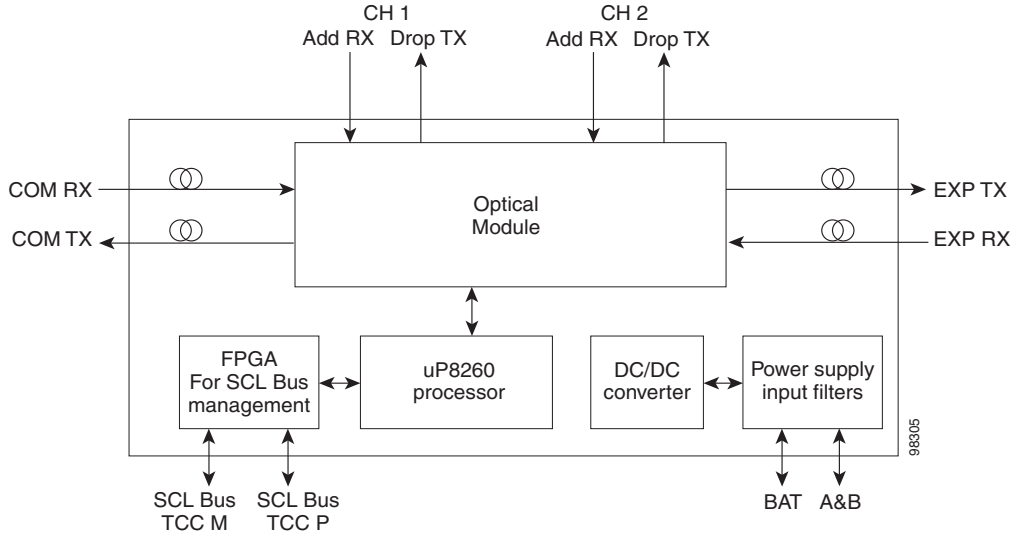 CH 1
CH 2
Add RX Drop TX
Add RX Drop TX
COM RX
COM TX
Optical
Module
EXP TX
EXP RX
FPGA
For SCL Bus
management
uP8260
processor
DC/DC
converter
Power supply
input filters
98305
SCL Bus
TCC M
SCL Bus
TCC P
BAT
A&B